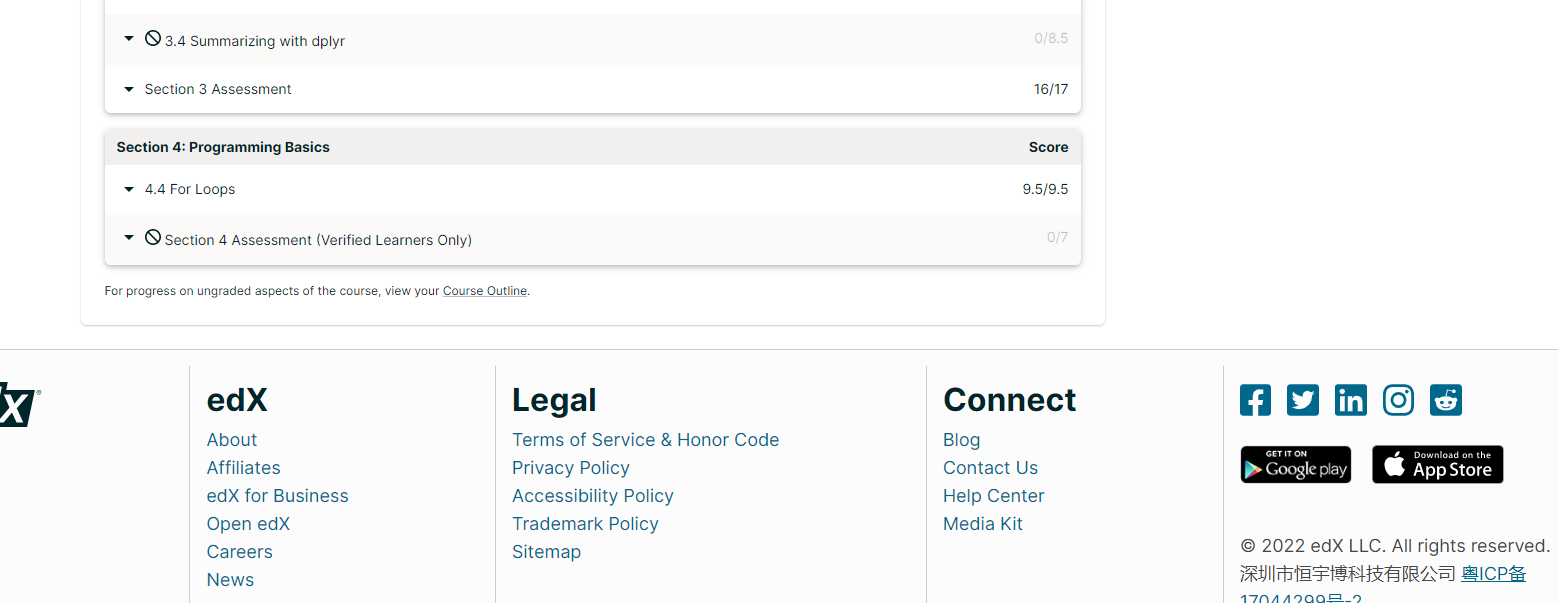 3.4 Summarizing with dplyr 0/8.5
Section 3 Assessment 16/17
Section 4: Programming Basics Score
4.4 For Loops 9.5/9.5
Section 4 Assessment (Verified Learners Only) 0/7
For progress on ungraded aspects of the course, view your Course Outline.
X®
edX
About
Affiliates
edX for Business
Open edX
Careers
News
Legal
Terms of Service & Honor Code
Privacy Policy
Accessibility Policy
Trademark Policy
Sitemap
Connect
Blog
Contact Us
Help Center
Media Kit
GET IT ON
Google play
Download on the
App Store
© 2022 edX LLC. All rights reserved.
深圳市恒宇博科技有限公司 粤ICP备
17044299号-2